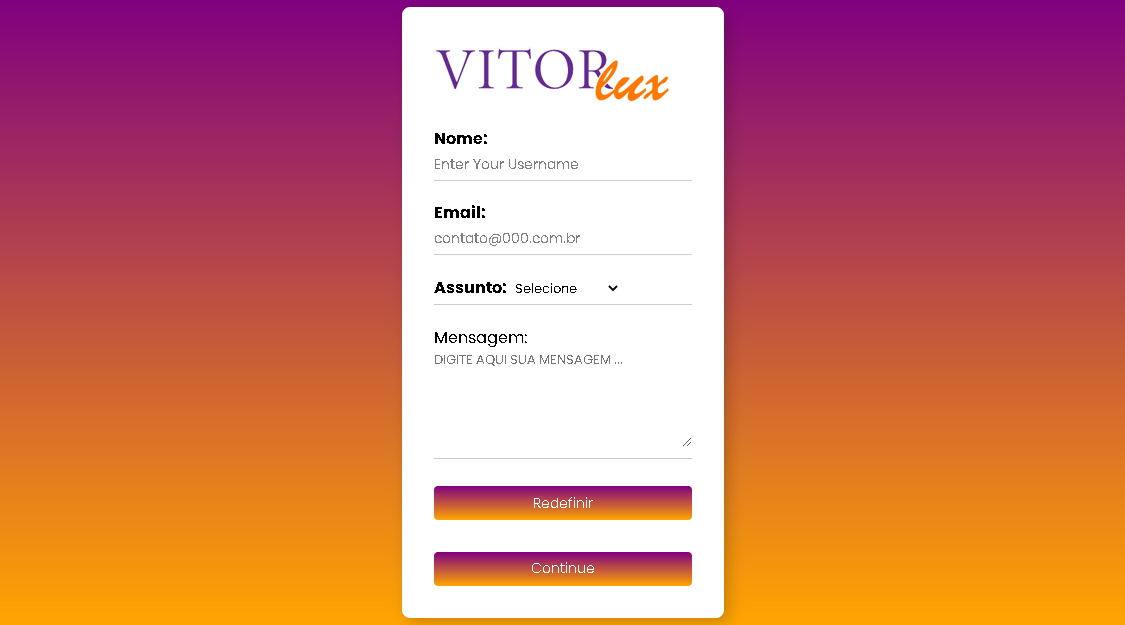 VITOR lux
Nome:
Enter Your Username
Email:
contato@000.com.br
Assunto: Selecione
Mensagem:
DIGITE AQUI SUA MENSAGEM ...
Redefinir
Continue